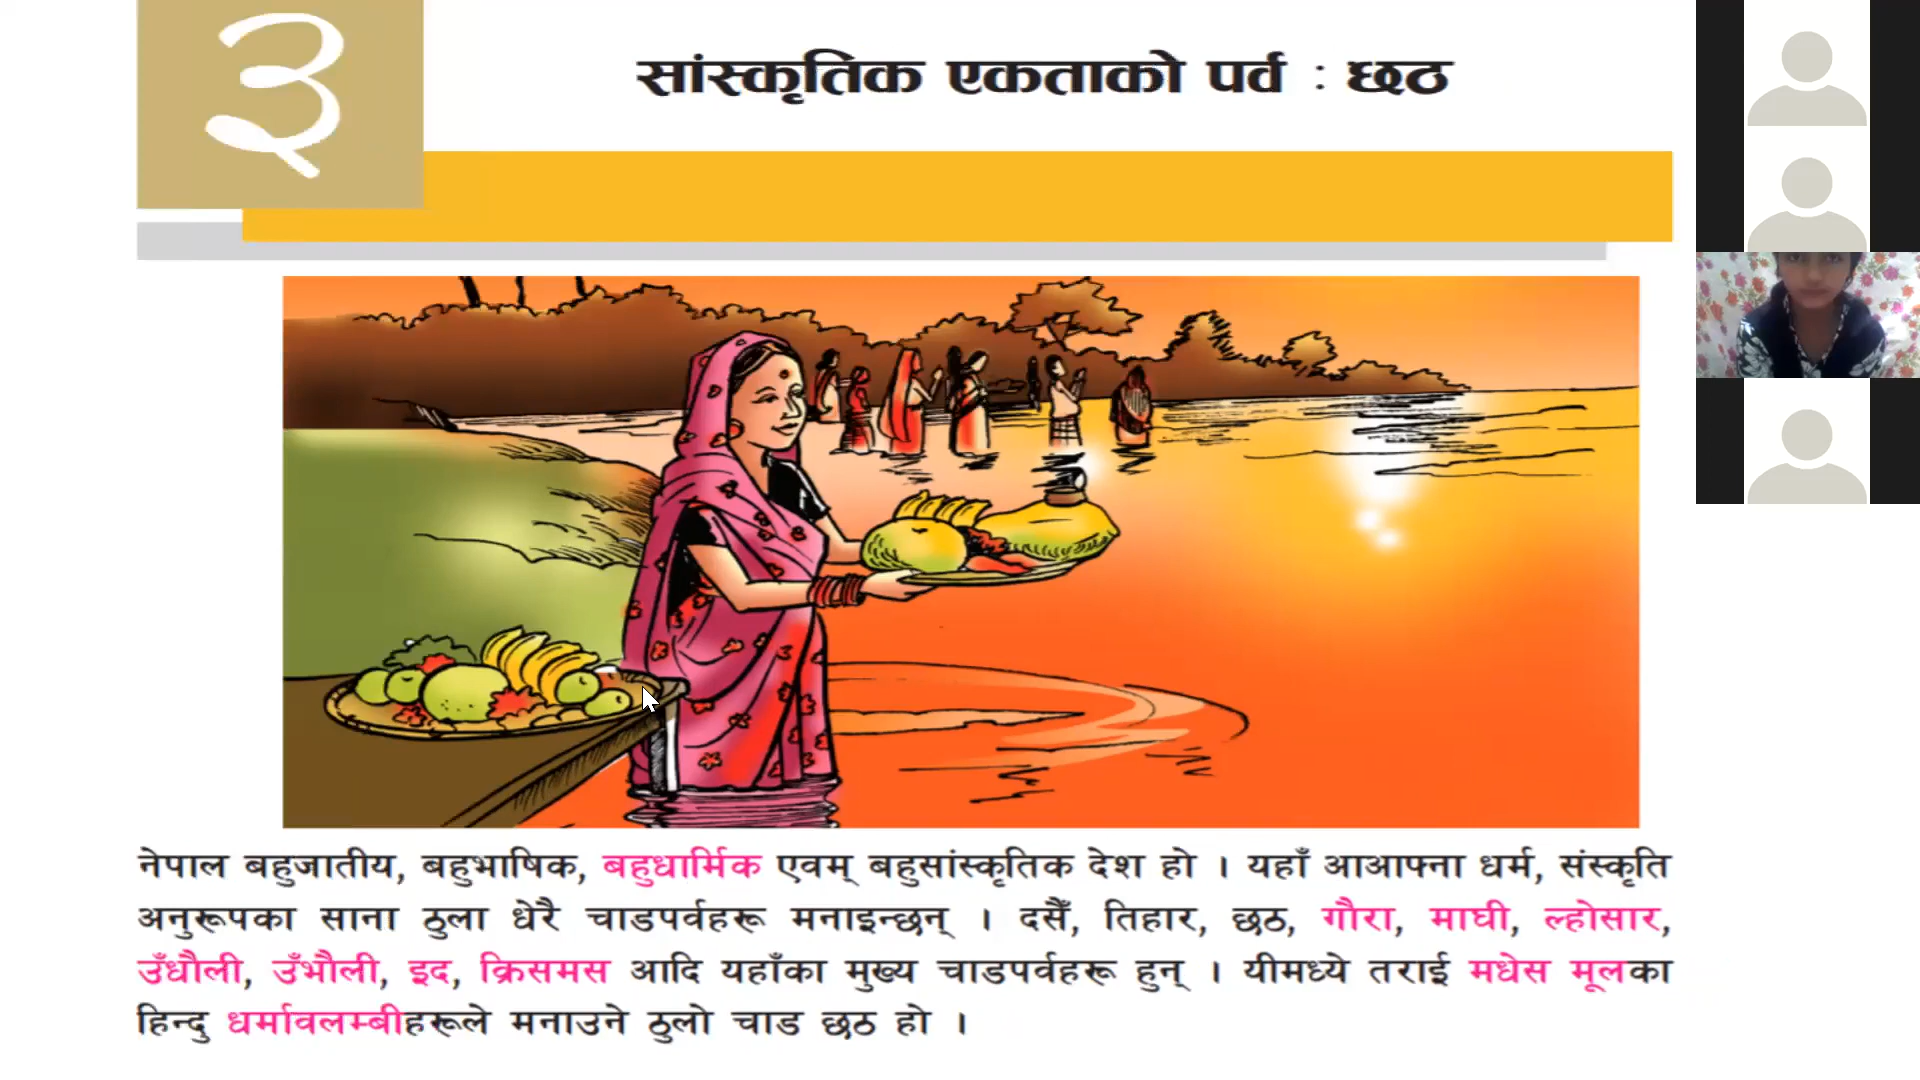 ३
सांस्कृतिक एकताको पर्व : छठ
नेपाल बहुजातीय, बहुभाषिक, बहुधार्मिक एवम् बहुसांस्कृतिक देश हो । यहाँ आआफ्ना धर्म, संस्कृति
अनुरूपका साना ठुला धेरै चाडपर्वहरू मनाइन्छन् । दसैँ, तिहार, छठ, गौरा, माघी, ल्होसार,
उँधौली, उँभौली, इद, क्रिसमस आदि यहाँका मुख्य चाडपर्वहरू हुन् । यीमध्ये तराई मधेस मूलका
हिन्दु धर्मावलम्बीहरूले मनाउने ठुलो चाड छठ हो ।